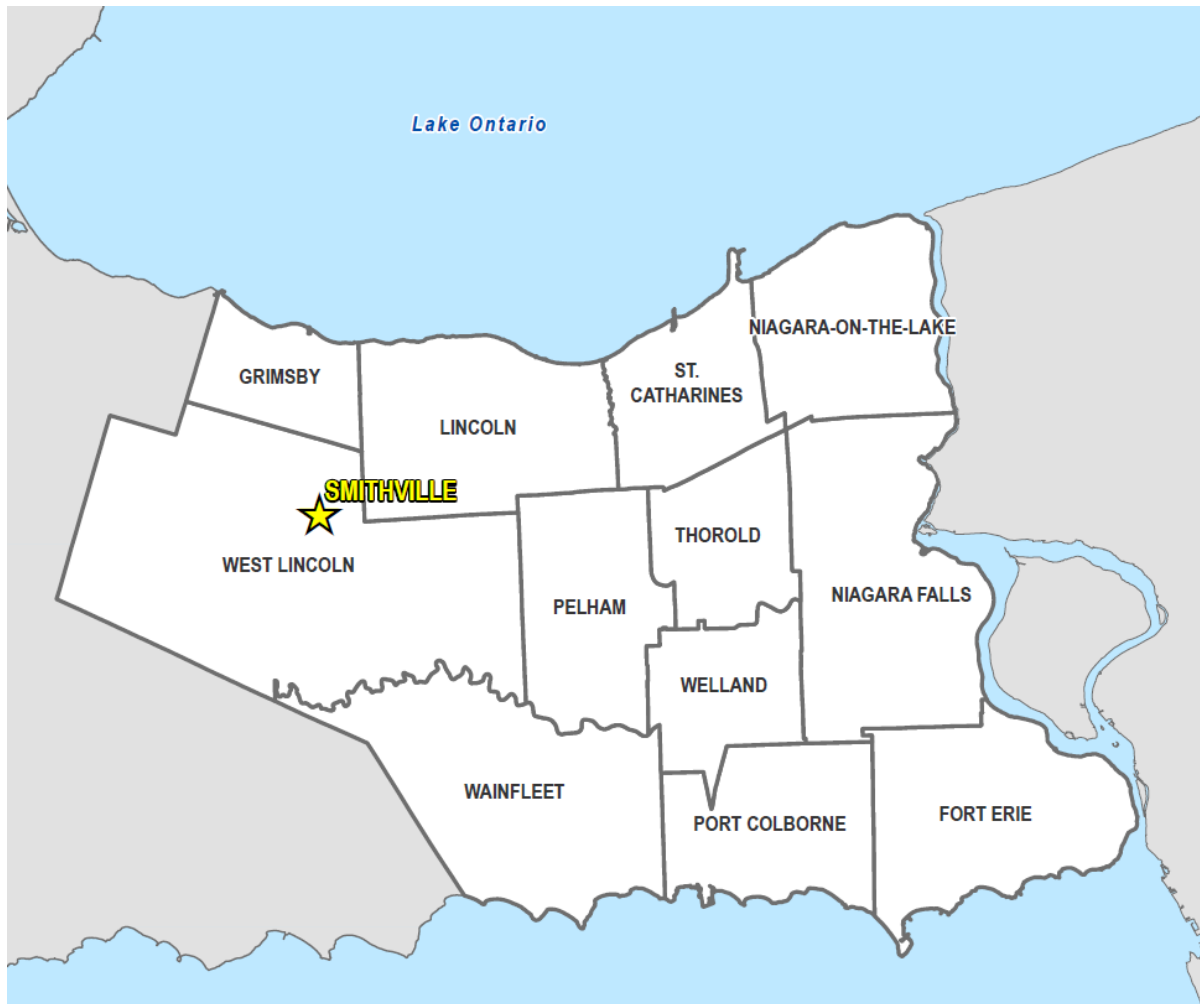 Lake Ontario
NIAGARA-ON-THE-LAKE
GRIMSBY
ST.
CATHARINES
LINCOLN
SMITHVILLE
THOROLD
WEST LINCOLN
NIAGARA FALLS
PELHAM
WELLAND
WAINFLEET
FORT ERIE
PORT COLBORNE